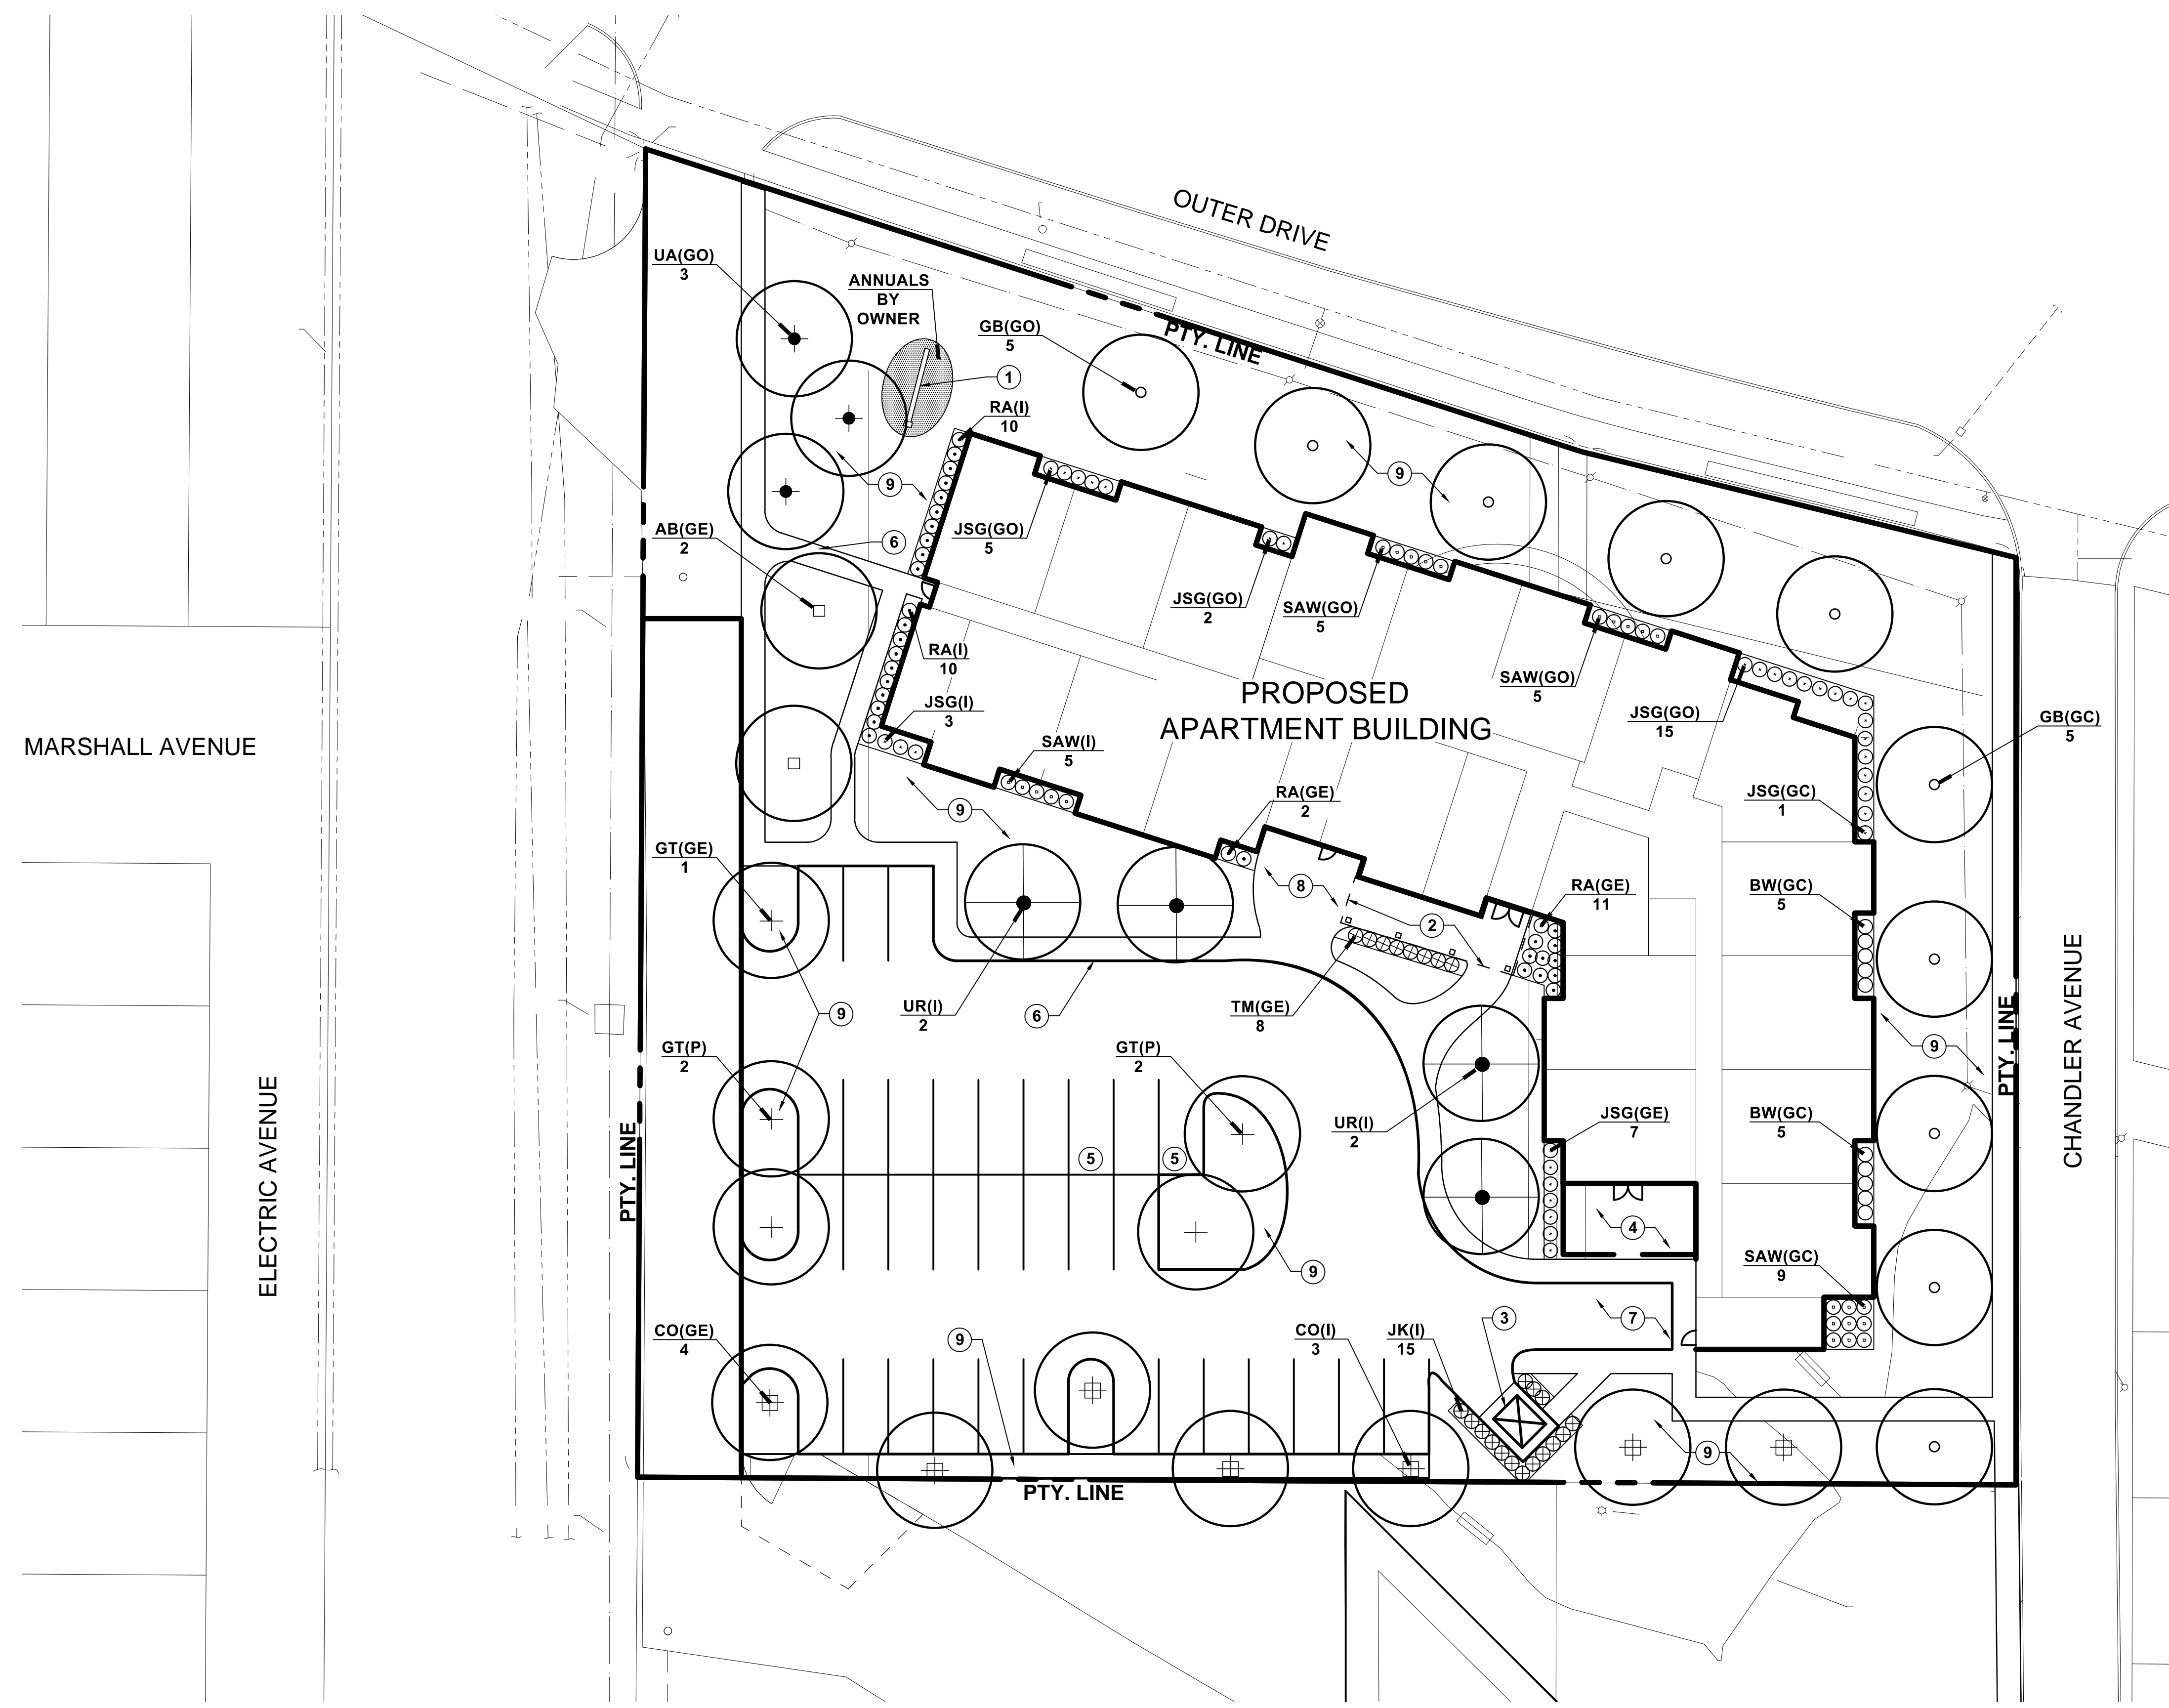 OUTER DRIVE
UA(GO)
3
ANNUALS
BY
OWNER
GB(GO)
5
PTY. LINE
1
RA(I)
10
9
9
AB(GE)
2
6
JSG(GO)
5
JSG(GO)
2
SAW(GO)
5
RA(I)
10
SAW(GO)
5
JSG(I)
3
PROPOSED
APARTMENT BUILDING
JSG(GO)
15
GB(GC)
5
MARSHALL AVENUE
SAW(I)
5
9
RA(GE)
2
JSG(GC)
1
GT(GE)
1
8
RA(GE)
11
BW(GC)
5
2
9
UR(I)
2
6
TM(GE)
8
9
PTY. LINE
CHANDLER AVENUE
GT(P)
2
GT(P)
2
UR(I)
2
JSG(GE)
7
BW(GC)
5
ELECTRIC AVENUE
PTY. LINE
5
5
4
9
SAW(GC)
9
CO(GE)
4
9
CO(I)
3
JK(I)
15
3
7
9
PTY. LINE